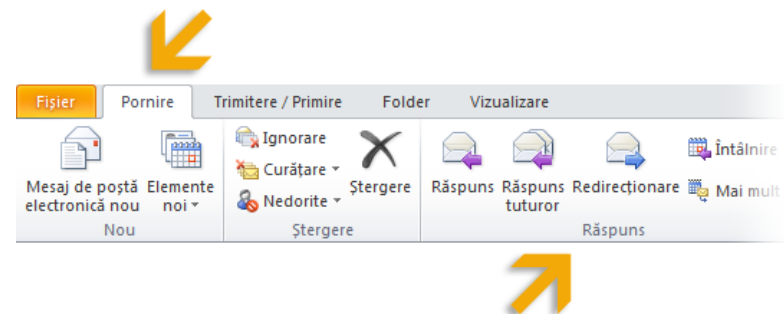 Fișier Pornire Trimitere / Primire Folder Vizualizare
Mesaj de poștă electronică nou
Elemente noi
Nou
Ignorare
Curățare
Nedorite
Ștergere
Ștergere
Răspuns
Răspuns tuturor
Redirecționare
Întâlnire
Mai mult
Răspuns